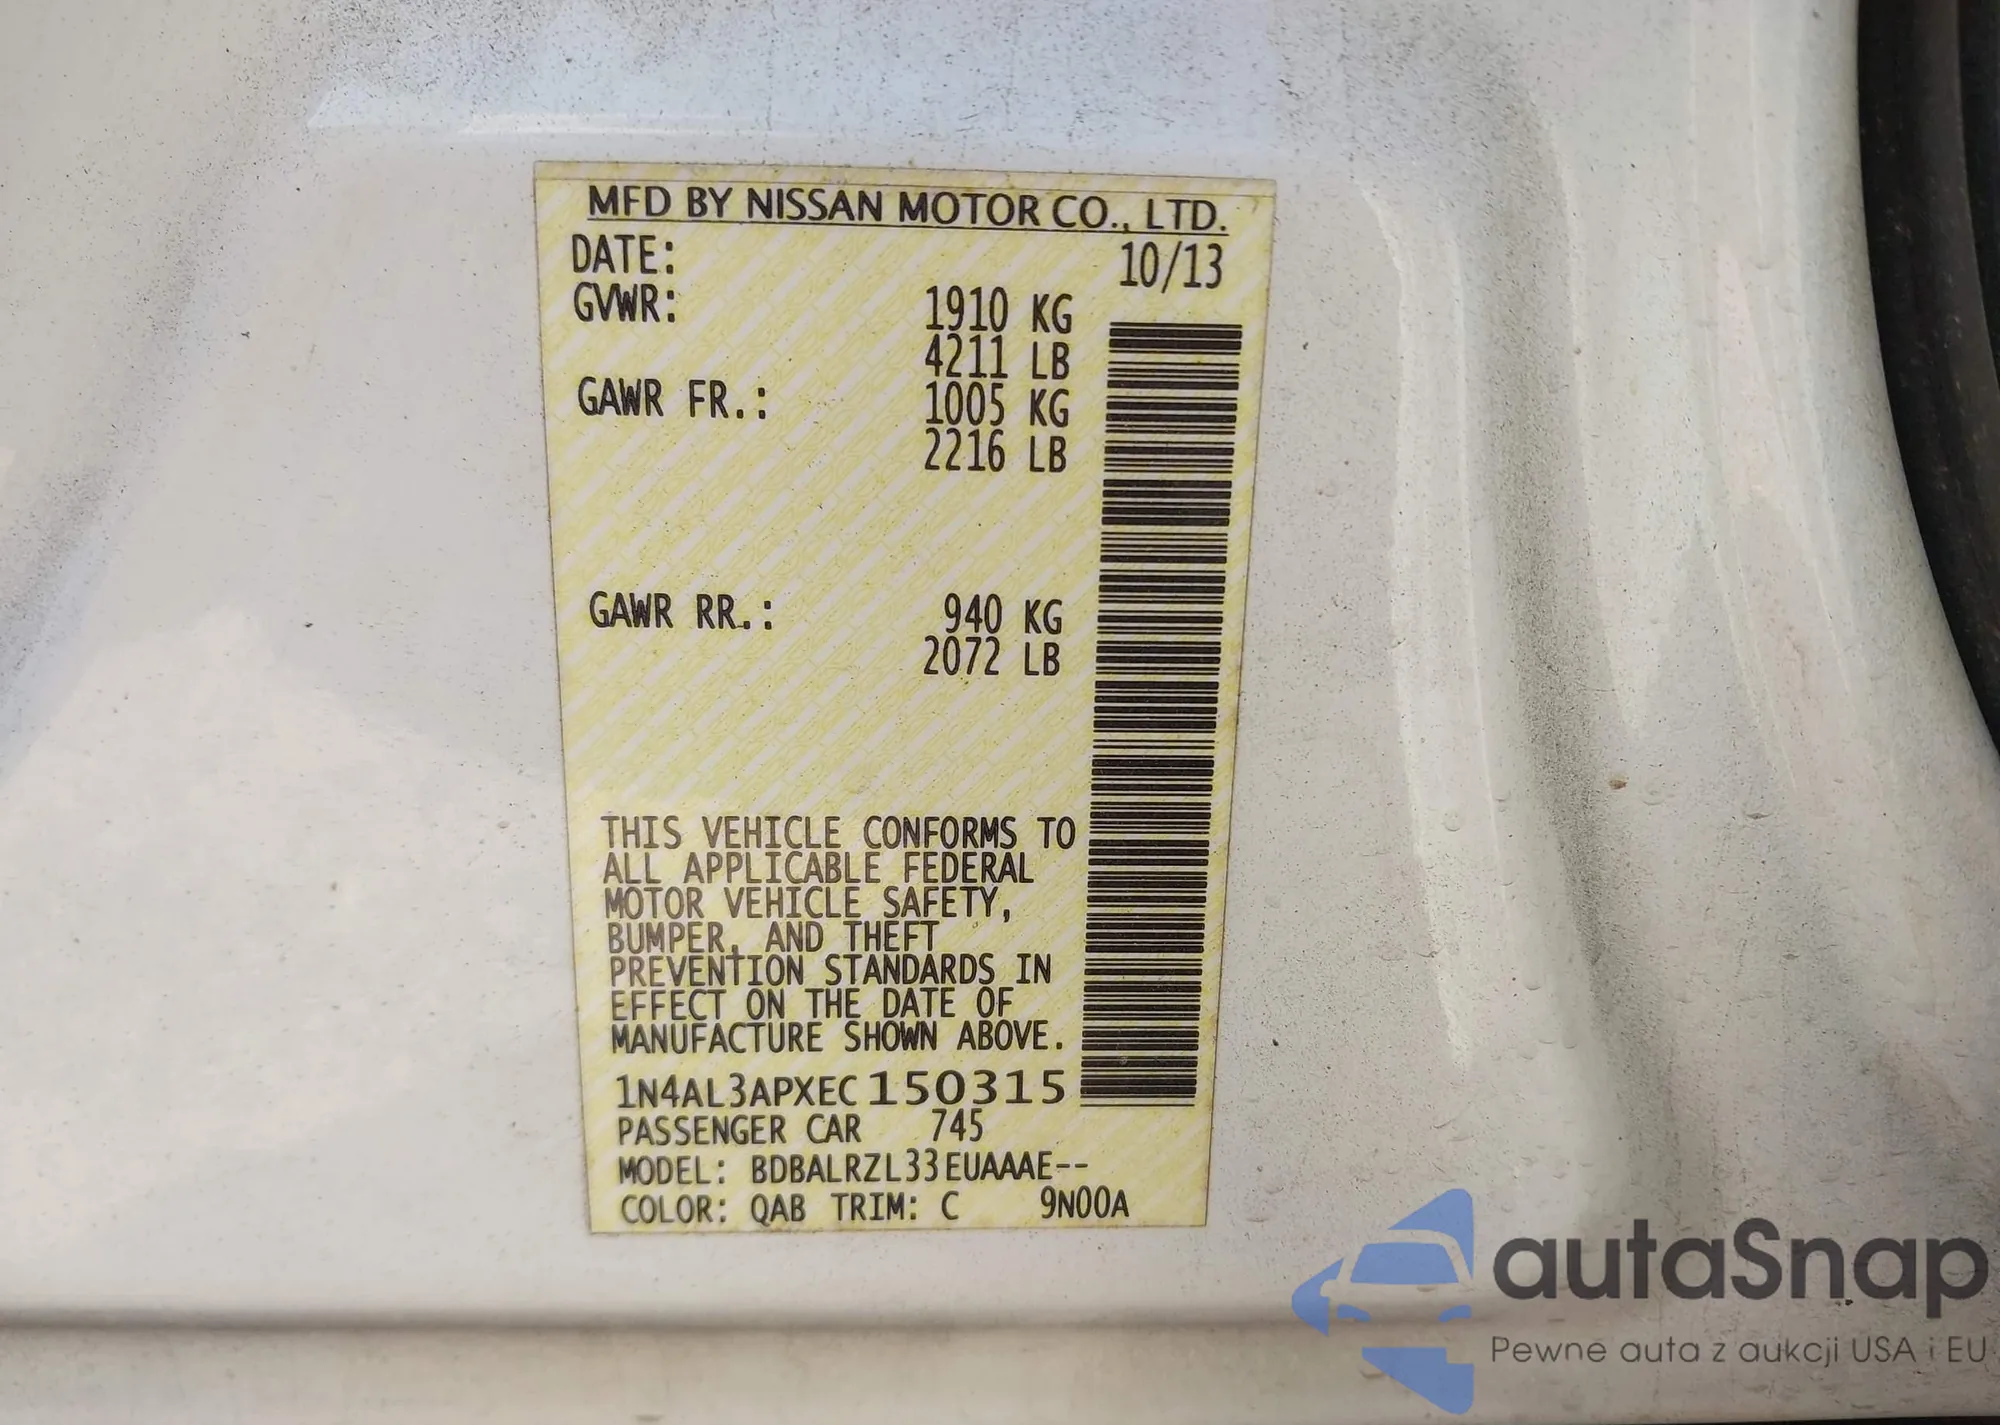 MFD BY NISSAN MOTOR CO., LTD.
DATE: 10/13
GVWR: 1910 KG
4211 LB
GAWR FR.: 1005 KG
2216 LB
GAWR RR.: 940 KG
2072 LB
THIS VEHICLE CONFORMS TO
ALL APPLICABLE FEDERAL
MOTOR VEHICLE SAFETY,
BUMPER, AND THEFT
PREVENTION STANDARDS IN
EFFECT ON THE DATE OF
MANUFACTURE SHOWN ABOVE.
1N4AL3APXEC150315
PASSENGER CAR 745
MODEL: BDBALRZL33EUAAAE--
COLOR: QAB TRIM: C 9N00A
autaSnap
Pewne auta z aukcji USA i EU